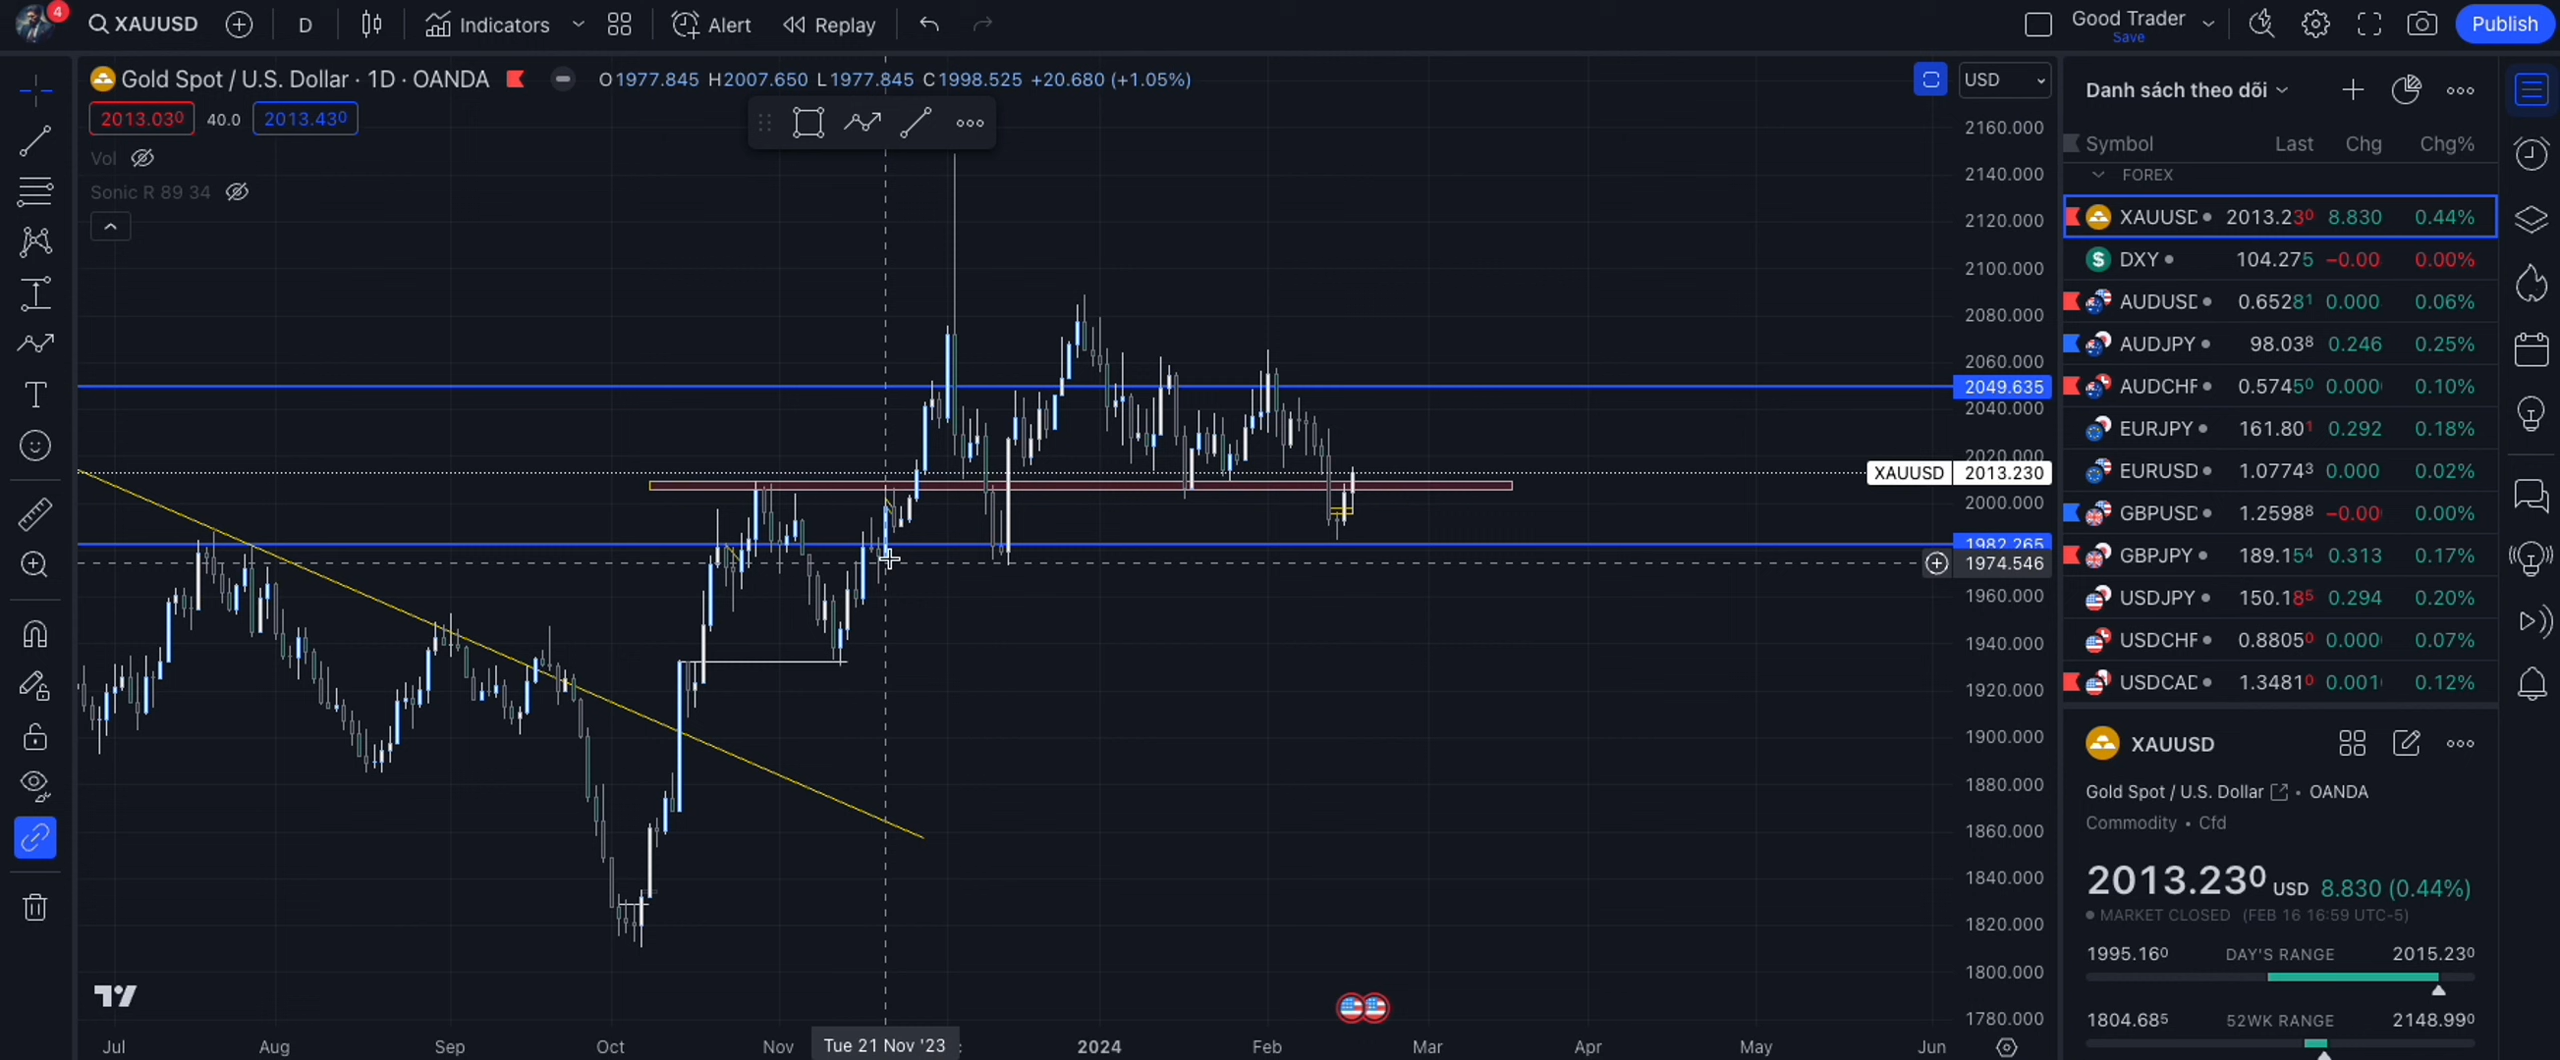 4
XAUUSD
D
Indicators
Alert
Replay
Good Trader
Save
Publish
Gold Spot / U.S. Dollar · 1D · OANDA
O1977.845 H2007.650 L1977.845 C1998.525 +20.680 (+1.05%)
USD
2013.030
40.0
2013.430
Vol
Sonic R 89 34
2160.000
2140.000
2120.000
2100.000
2080.000
2060.000
2049.635
2040.000
2020.000
XAUUSD 2013.230
2000.000
1982.265
1974.546
1960.000
1940.000
1920.000
1900.000
1880.000
1860.000
1840.000
1820.000
1800.000
1780.000
Jul
Aug
Sep
Oct
Nov
Tue 21 Nov '23
2024
Feb
Mar
Apr
May
Jun
Danh sách theo dõi
Symbol Last Chg Chg%
FOREX
XAUUSD 2013.230 8.830 0.44%
DXY 104.275 −0.00 0.00%
AUDUSD 0.65281 0.000 0.06%
AUDJPY 98.038 0.246 0.25%
AUDCHF 0.57450 0.000 0.10%
EURJPY 161.801 0.292 0.18%
EURUSD 1.07743 0.000 0.02%
GBPUSD 1.25988 −0.00 0.00%
GBPJPY 189.154 0.313 0.17%
USDJPY 150.185 0.294 0.20%
USDCHF 0.88050 0.000 0.07%
USDCAD 1.34810 0.001 0.12%
XAUUSD
Gold Spot / U.S. Dollar • OANDA
Commodity • Cfd
2013.230 USD 8.830 (0.44%)
MARKET CLOSED (FEB 16 16:59 UTC-5)
1995.160 DAY'S RANGE 2015.230
1804.685 52WK RANGE 2148.990